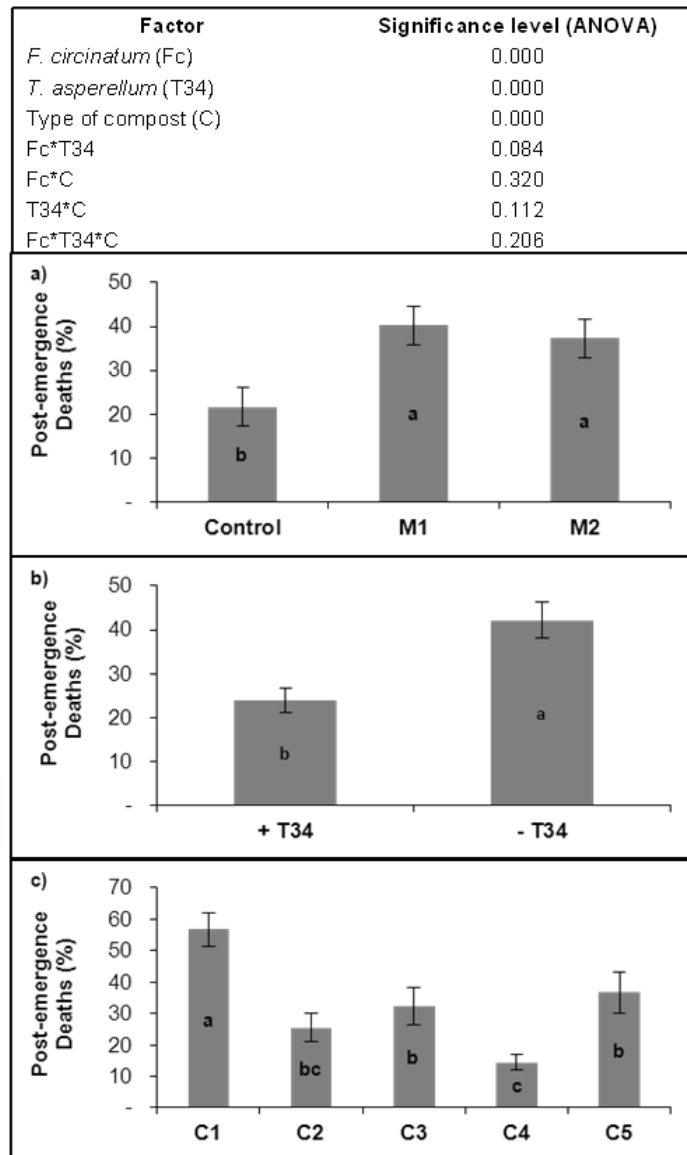 Factor Significance level (ANOVA)
F. circinatum (Fc) 0.000
T. asperellum (T34) 0.000
Type of compost (C) 0.000
Fc*T34 0.084
Fc*C 0.320
T34*C 0.112
Fc*T34*C 0.206
a)
Post-emergence
Deaths (%)
50
40
30
20
10
-
b
a
a
Control M1 M2
b)
Post-emergence
Deaths (%)
50
40
30
20
10
-
b
a
+ T34 - T34
c)
Post-emergence
Deaths (%)
70
60
50
40
30
20
10
-
a
bc
b
c
b
C1 C2 C3 C4 C5